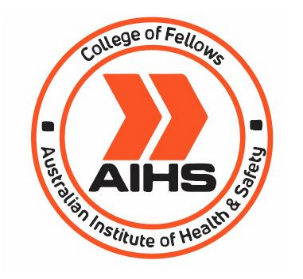 College of Fellows
AIHS
Australian Institute of Health & Safety